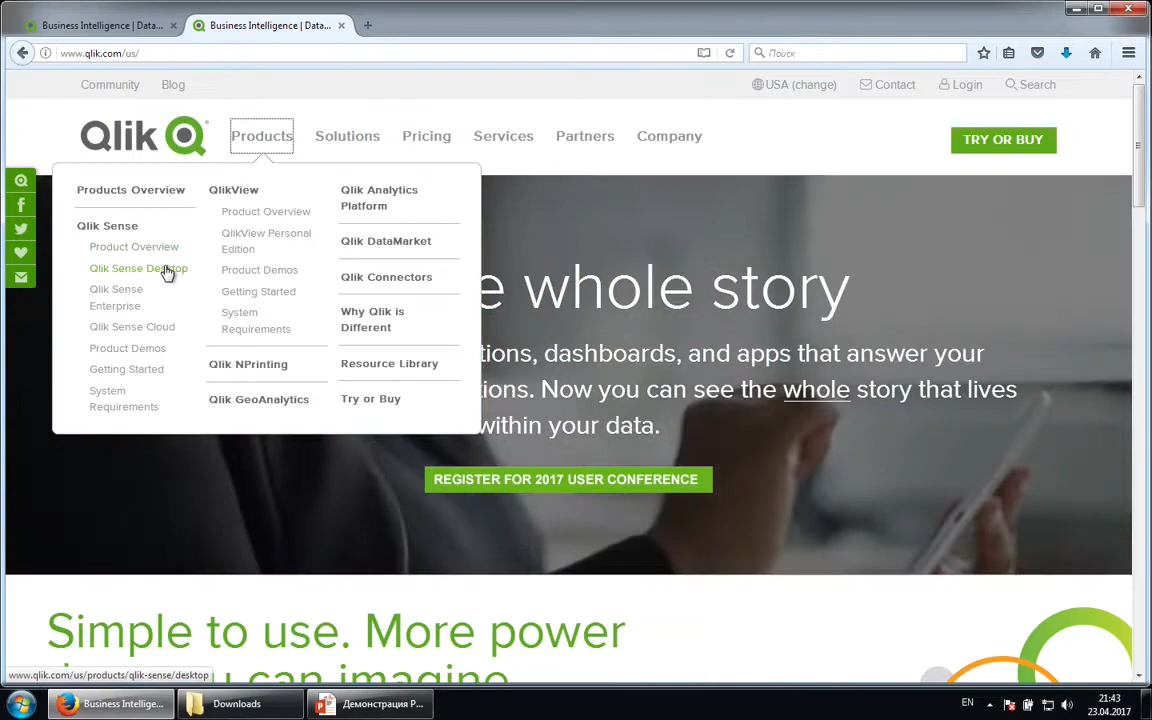 Business Intelligence | Data...
Business Intelligence | Data...
www.qlik.com/us/
Поиск
Community
Blog
USA (change)
Contact
Login
Search
Qlik
Products
Solutions
Pricing
Services
Partners
Company
TRY OR BUY
Products Overview
Qlik Sense
Product Overview
Qlik Sense Desktop
Qlik Sense
Enterprise
Qlik Sense Cloud
Product Demos
Getting Started
System
Requirements
QlikView
Product Overview
QlikView Personal
Edition
Product Demos
Getting Started
System
Requirements
Qlik NPrinting
Qlik GeoAnalytics
Qlik Analytics
Platform
Qlik DataMarket
Qlik Connectors
Why Qlik is
Different
Resource Library
Try or Buy
e whole story
tions, dashboards, and apps that answer your
tions. Now you can see the whole story that lives
within your data.
REGISTER FOR 2017 USER CONFERENCE
Simple to use. More power
can imagine
www.qlik.com/us/products/qlik-sense/desktop
Business Intellige...
Downloads
Демонстрация P...
EN
21:43
23.04.2017